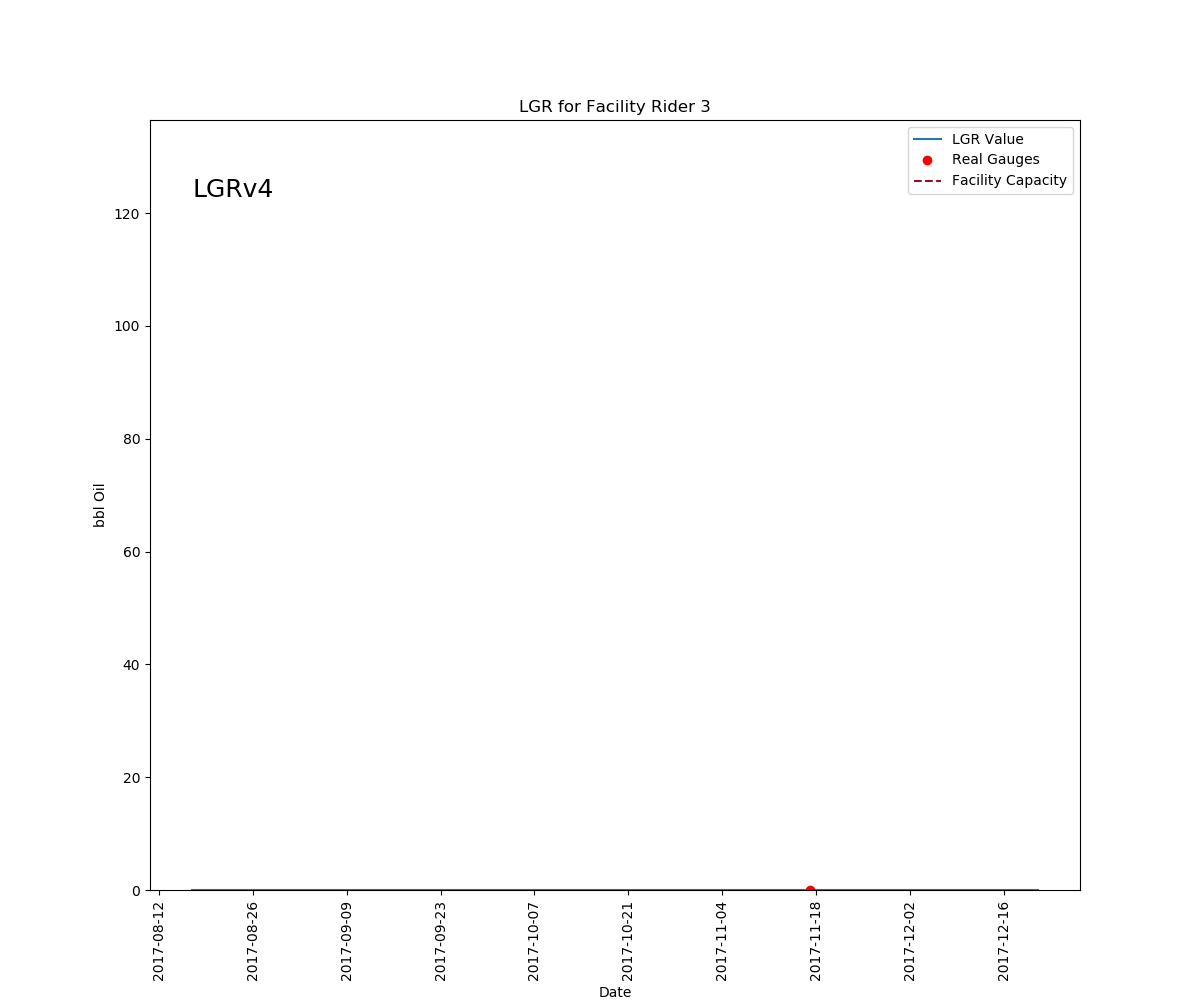 LGR for Facility Rider 3
LGR Value
Real Gauges
Facility Capacity
LGRv4
120
100
80
60
40
20
0
bbl Oil
2017-08-12
2017-08-26
2017-09-09
2017-09-23
2017-10-07
2017-10-21
2017-11-04
2017-11-18
2017-12-02
2017-12-16
Date